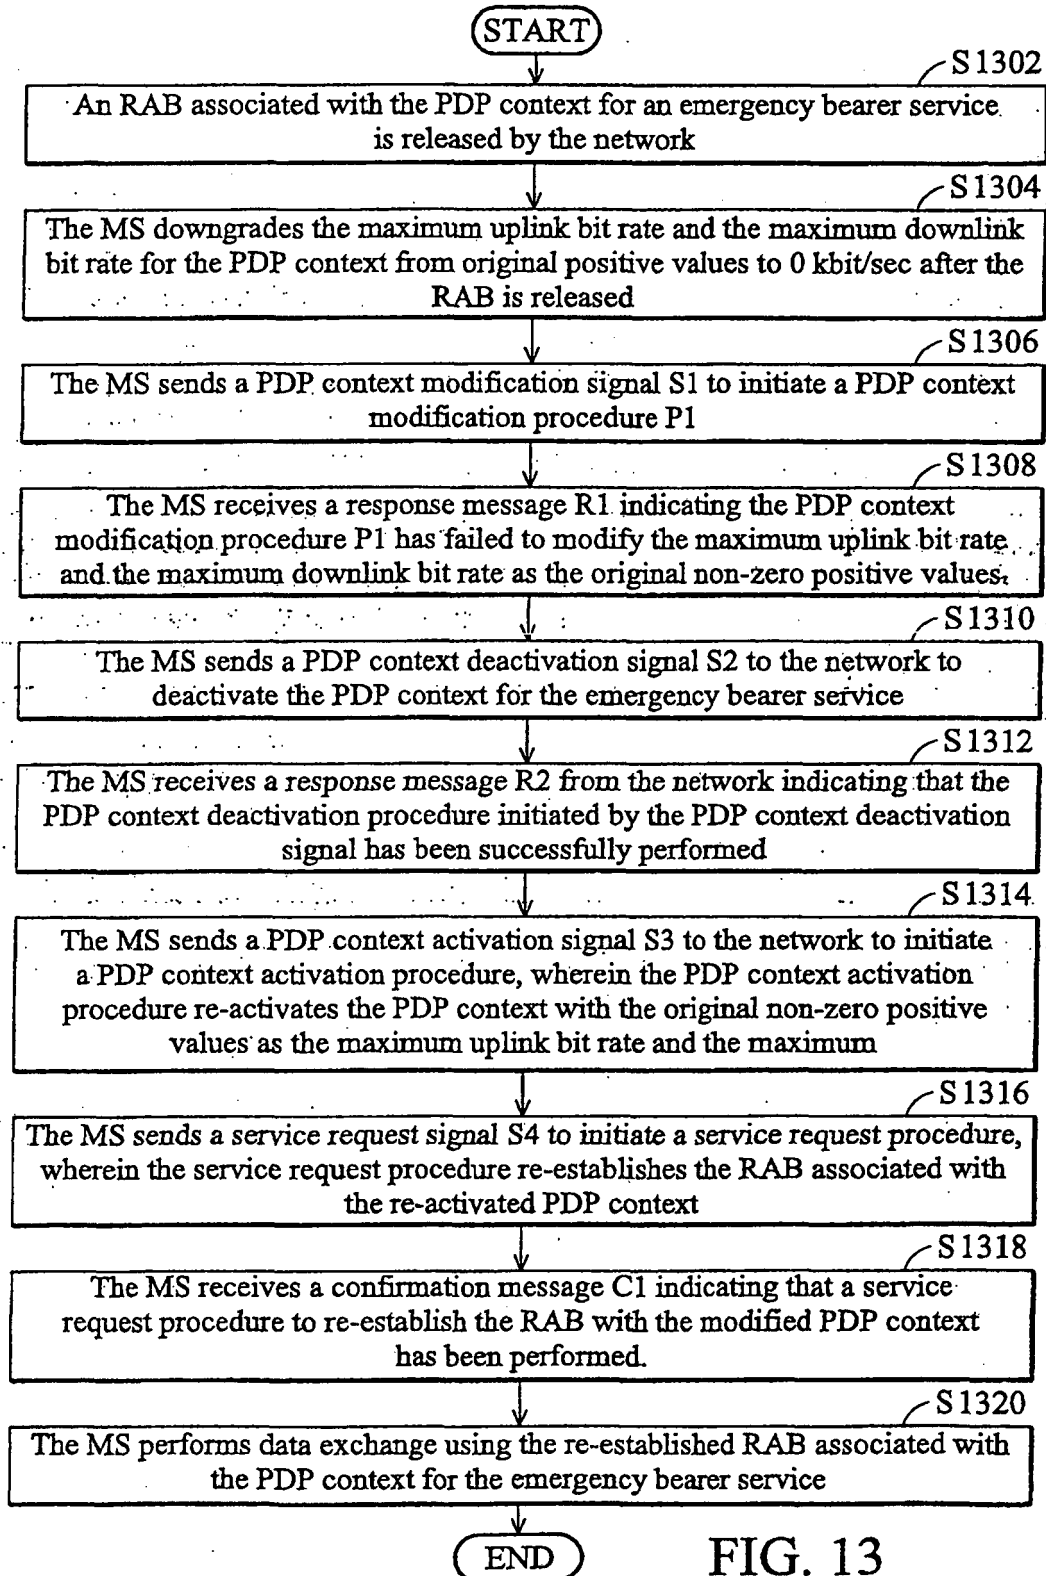 START
S1302
An RAB associated with the PDP context for an emergency bearer service
is released by the network
S1304
The MS downgrades the maximum uplink bit rate and the maximum downlink
bit rate for the PDP context from original positive values to 0 kbit/sec after the
RAB is released
S1306
The MS sends a PDP context modification signal S1 to initiate a PDP context
modification procedure P1
S1308
The MS receives a response message R1 indicating the PDP context
modification procedure P1 has failed to modify the maximum uplink bit rate
and the maximum downlink bit rate as the original non-zero positive values.
S1310
The MS sends a PDP context deactivation signal S2 to the network to
deactivate the PDP context for the emergency bearer service
S1312
The MS receives a response message R2 from the network indicating that the
PDP context deactivation procedure initiated by the PDP context deactivation
signal has been successfully performed
S1314
The MS sends a PDP context activation signal S3 to the network to initiate
a PDP context activation procedure, wherein the PDP context activation
procedure re-activates the PDP context with the original non-zero positive
values as the maximum uplink bit rate and the maximum
S1316
The MS sends a service request signal S4 to initiate a service request procedure,
wherein the service request procedure re-establishes the RAB associated with
the re-activated PDP context
S1318
The MS receives a confirmation message C1 indicating that a service
request procedure to re-establish the RAB with the modified PDP context
has been performed.
S1320
The MS performs data exchange using the re-established RAB associated with
the PDP context for the emergency bearer service
END
FIG. 13